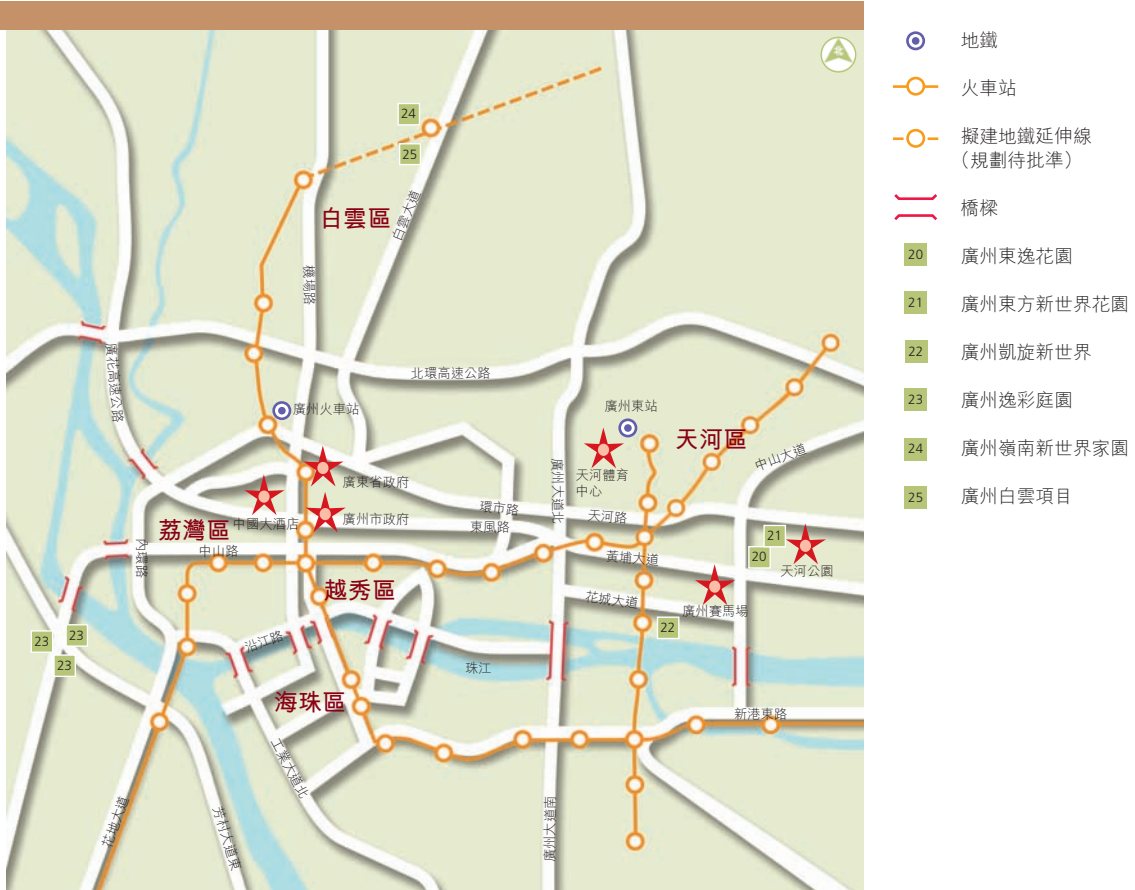 北
24
25
白雲區
白雲大道
機場路
廣花高速公路
北環高速公路
廣州火車站
廣州東站
天河區
中山大道
天河體育
中心
廣州大道北
廣東省政府
環市路
天河路
中國大酒店
廣州市政府
東風路
荔灣區
內環路
中山路
黃埔大道
21
20
天河公園
越秀區
花城大道
廣州賽馬場
22
23
23
23
沿江路
珠江
海珠區
新港東路
工業大道北
花地大道
芳村大道東
廣州大道南
地鐵
火車站
擬建地鐵延伸線
（規劃待批準）
橋樑
20 廣州東逸花園
21 廣州東方新世界花園
22 廣州凱旋新世界
23 廣州逸彩庭園
24 廣州嶺南新世界家園
25 廣州白雲項目